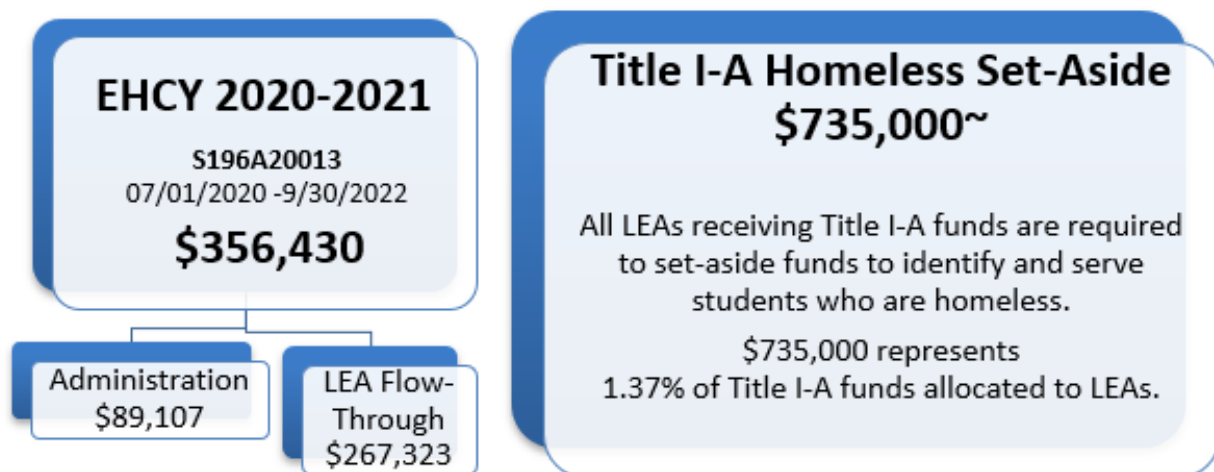 EHCY 2020-2021
S196A20013
07/01/2020 -9/30/2022
$356,430
Administration
$89,107
LEA Flow-
Through
$267,323
Title I-A Homeless Set-Aside
$735,000~
All LEAs receiving Title I-A funds are required
to set-aside funds to identify and serve
students who are homeless.
$735,000 represents
1.37% of Title I-A funds allocated to LEAs.